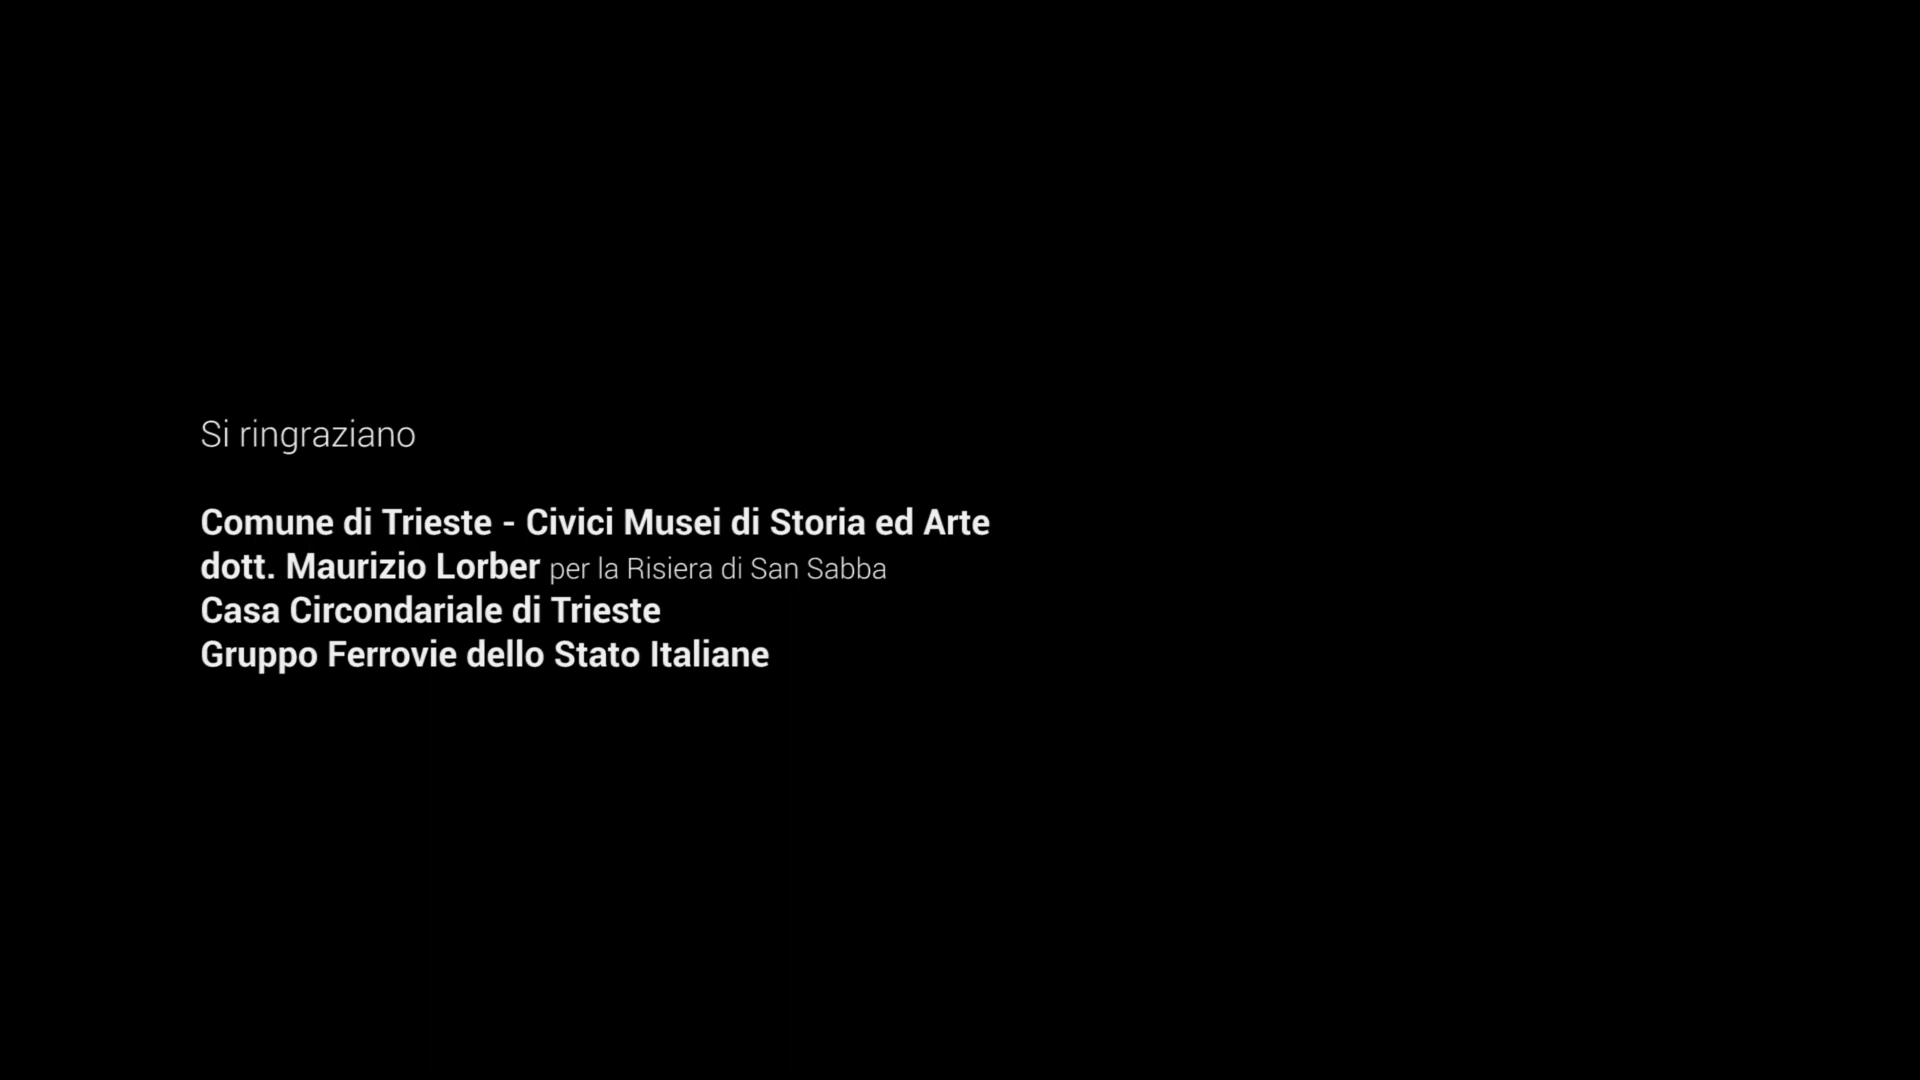 Si ringraziano
Comune di Trieste - Civici Musei di Storia ed Arte
dott. Maurizio Lorber per la Risiera di San Sabba
Casa Circondariale di Trieste
Gruppo Ferrovie dello Stato Italiane